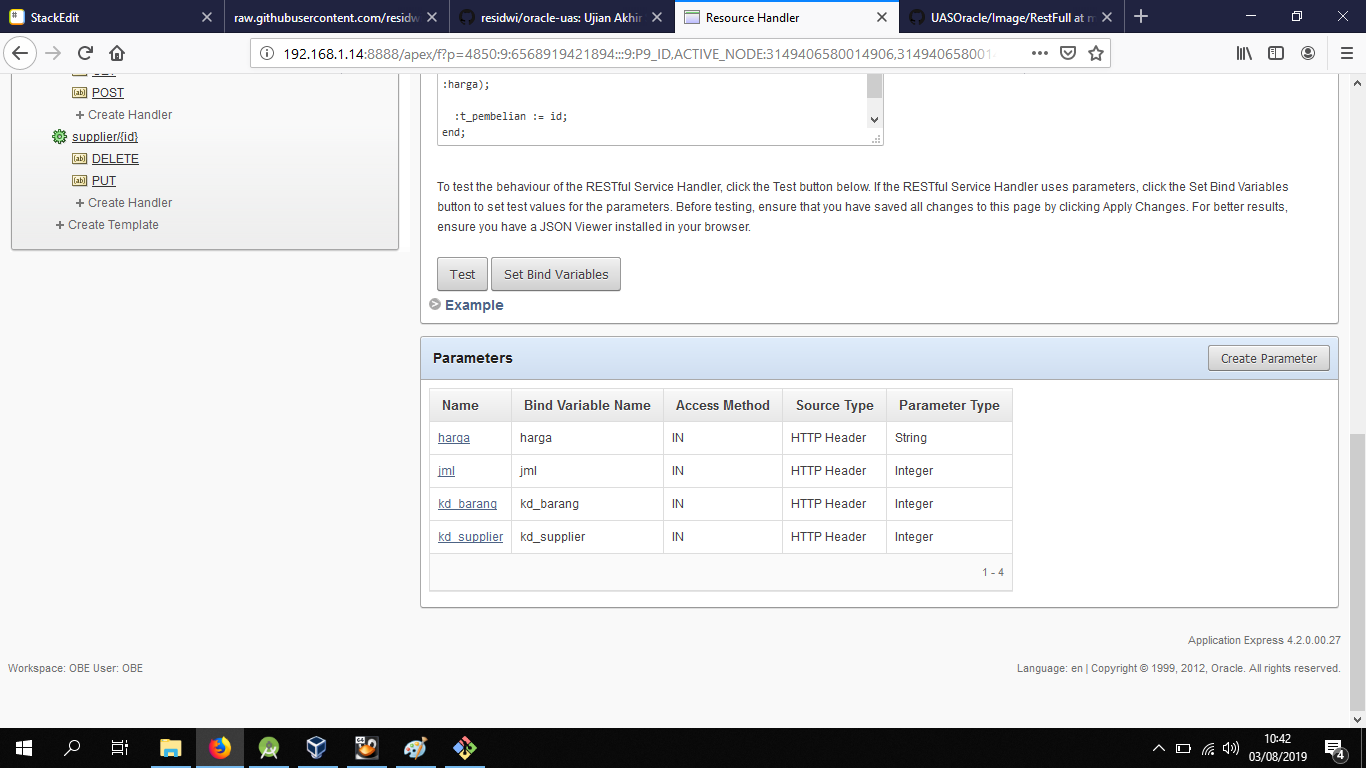 StackEdit
raw.githubusercontent.com/residw
residwi/oracle-uas: Ujian Akhir
Resource Handler
UASOracle/Image/RestFull at m
192.168.1.14:8888/apex/f?p=4850:9:6568919421894:::9:P9_ID,ACTIVE_NODE:3149406580014906,314940658001
POST
Create Handler
supplier/{id}
DELETE
PUT
Create Handler
Create Template
:harga);
:t_pembelian := id;
end;
To test the behaviour of the RESTful Service Handler, click the Test button below. If the RESTful Service Handler uses parameters, click the Set Bind Variables
button to set test values for the parameters. Before testing, ensure that you have saved all changes to this page by clicking Apply Changes. For better results,
ensure you have a JSON Viewer installed in your browser.
Test Set Bind Variables
Example
Parameters Create Parameter
Name Bind Variable Name Access Method Source Type Parameter Type
harga harga IN HTTP Header String
jml jml IN HTTP Header Integer
kd_barang kd_barang IN HTTP Header Integer
kd_supplier kd_supplier IN HTTP Header Integer
1 - 4
Application Express 4.2.0.00.27
Workspace: OBE User: OBE
Language: en | Copyright © 1999, 2012, Oracle. All rights reserved.
10:42
03/08/2019
4